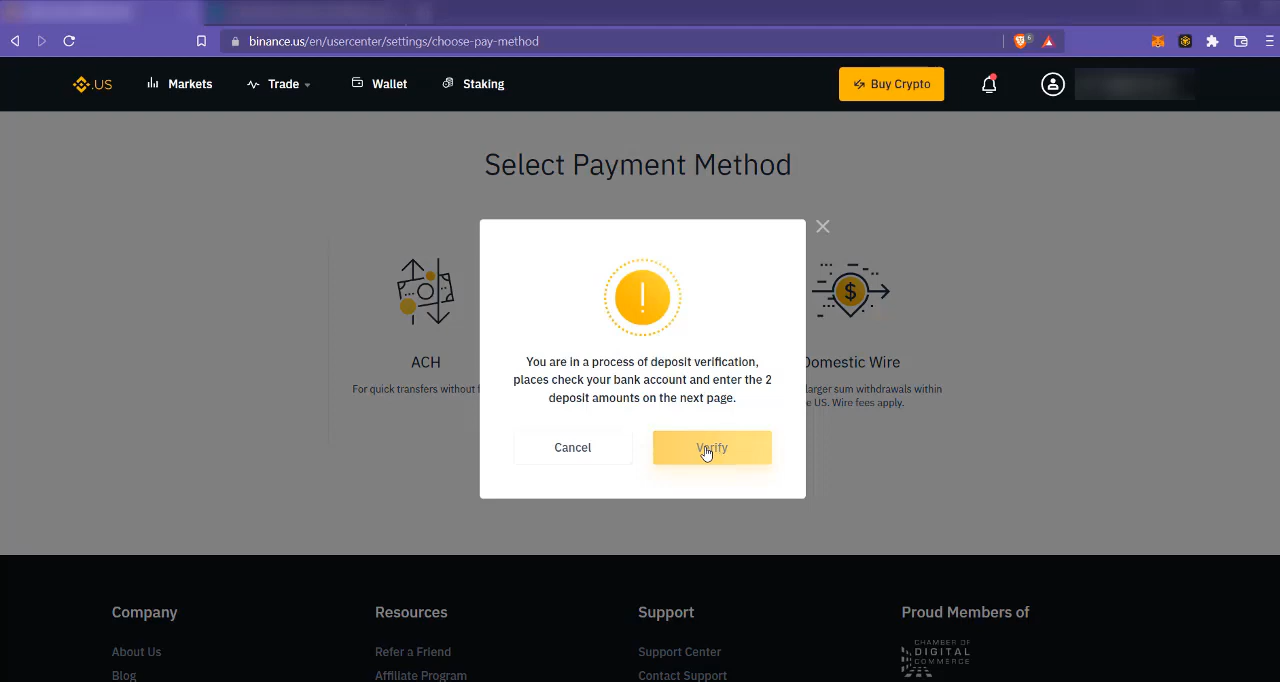 binance.us/en/usercenter/settings/choose-pay-method
6
.US
Markets
Trade
Wallet
Staking
Buy Crypto
Select Payment Method
You are in a process of deposit verification,
places check your bank account and enter the 2
deposit amounts on the next page.
Cancel
Verify
ACH
For quick transfers without
Domestic Wire
larger sum withdrawals within
US. Wire fees apply.
Company
Resources
Support
Proud Members of
About Us
Refer a Friend
Support Center
CHAMBER OF
DIGITAL
COMMERCE
Blog
Affiliate Program
Contact Support